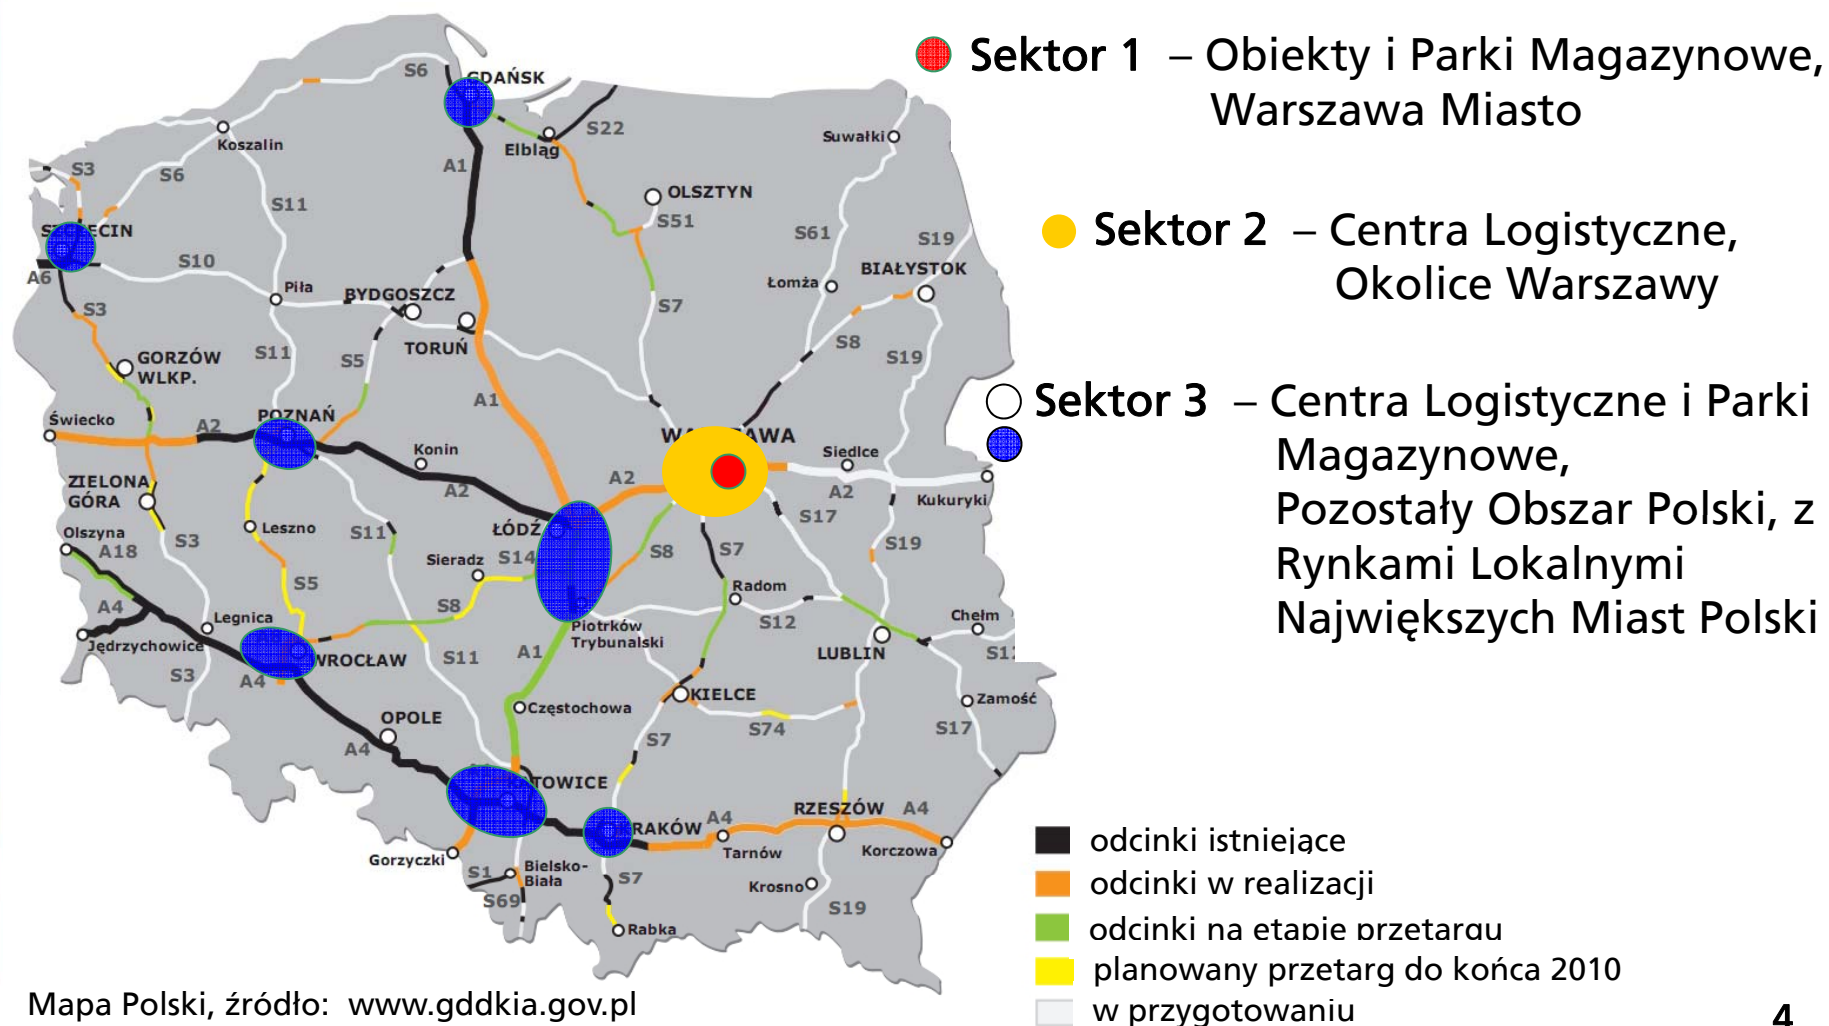 Sektor 1 – Obiekty i Parki Magazynowe,
Warszawa Miasto
Sektor 2 – Centra Logistyczne,
Okolice Warszawy
Sektor 3 – Centra Logistyczne i Parki
Magazynowe,
Pozostały Obszar Polski, z
Rynkami Lokalnymi
Największych Miast Polski
S6
GDAŃSK
S22
Elbląg
Koszalin
Suwałki
S3
S6
A1
S11
OLSZTYN
S51
S61
S19
S10
A6
Piła
BYDGOSZCZ
Łomża
BIAŁYSTOK
S3
S7
TORUŃ
S8
S19
GORZÓW
WLKP.
S11
S5
A1
Świecko
A2
POZNAŃ
Konin
A2
A2
Siedlce
A2
Kukuryki
ZIELONA
GÓRA
Olszyna
A18
S3
Leszno
S11
ŁÓDŹ
S14
Sieradz
S8
S7
S17
S19
S5
S8
Radom
S12
Chełm
A4
Legnica
Jędrzychowice
Piotrków
Trybunalski
LUBLIN
S3
A4
WROCŁAW
S11
A1
KIELCE
Zamość
OPOLE
Częstochowa
S74
S17
A4
S7
RZESZÓW
A4
KRAKÓW
A4
Tarnów
Korczowa
Gorzyczki
S1
Bielsko-
Biała
S69
S7
Krosno
S19
Rabka
odcinki istniejące
odcinki w realizacji
odcinki na etapie przetargu
planowany przetarg do końca 2010
w przygotowaniu
Mapa Polski, źródło: www.gddkia.gov.pl
4